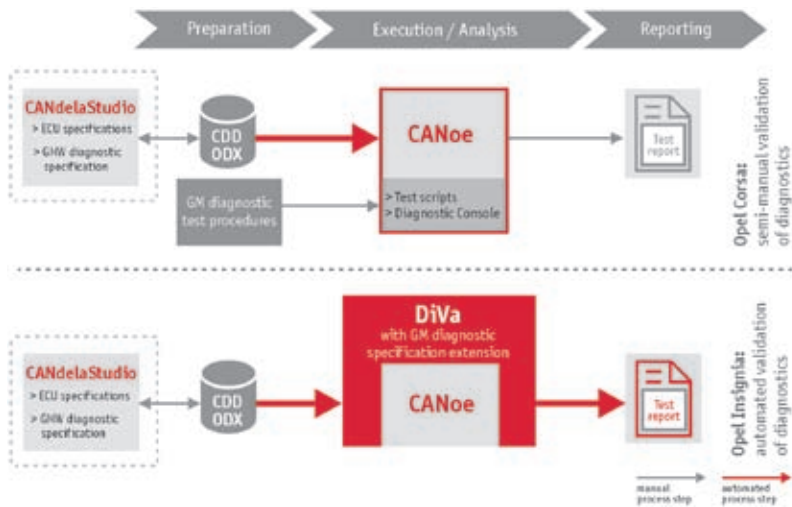 Preparation
Execution / Analysis
Reporting
CANdelaStudio
> ECU specifications
> GMW diagnostic
specification
CDD
ODX
CANoe
> Test scripts
> Diagnostic Console
GM diagnostic
test procedures
Test
report
Opel Corsa:
semi-manual validation
of diagnostics
DiVa
with GM diagnostic
specification extension
CANdelaStudio
> ECU specifications
> GMW diagnostic
specification
CDD
ODX
CANoe
Test
report
Opel Insignia:
automated validation
of diagnostics
manual
process step
automated
process step